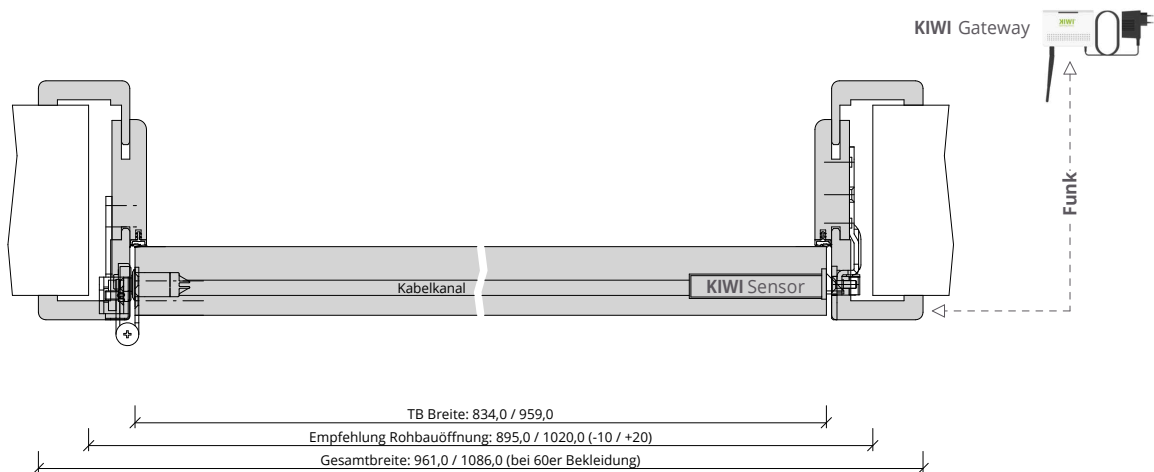 KIWI Gateway
KIWI
Funk
Kabelkanal
KIWI Sensor
TB Breite: 834,0 / 959,0
Empfehlung Rohbauöffnung: 895,0 / 1020,0 (-10 / +20)
Gesamtbreite: 961,0 / 1086,0 (bei 60er Bekleidung)